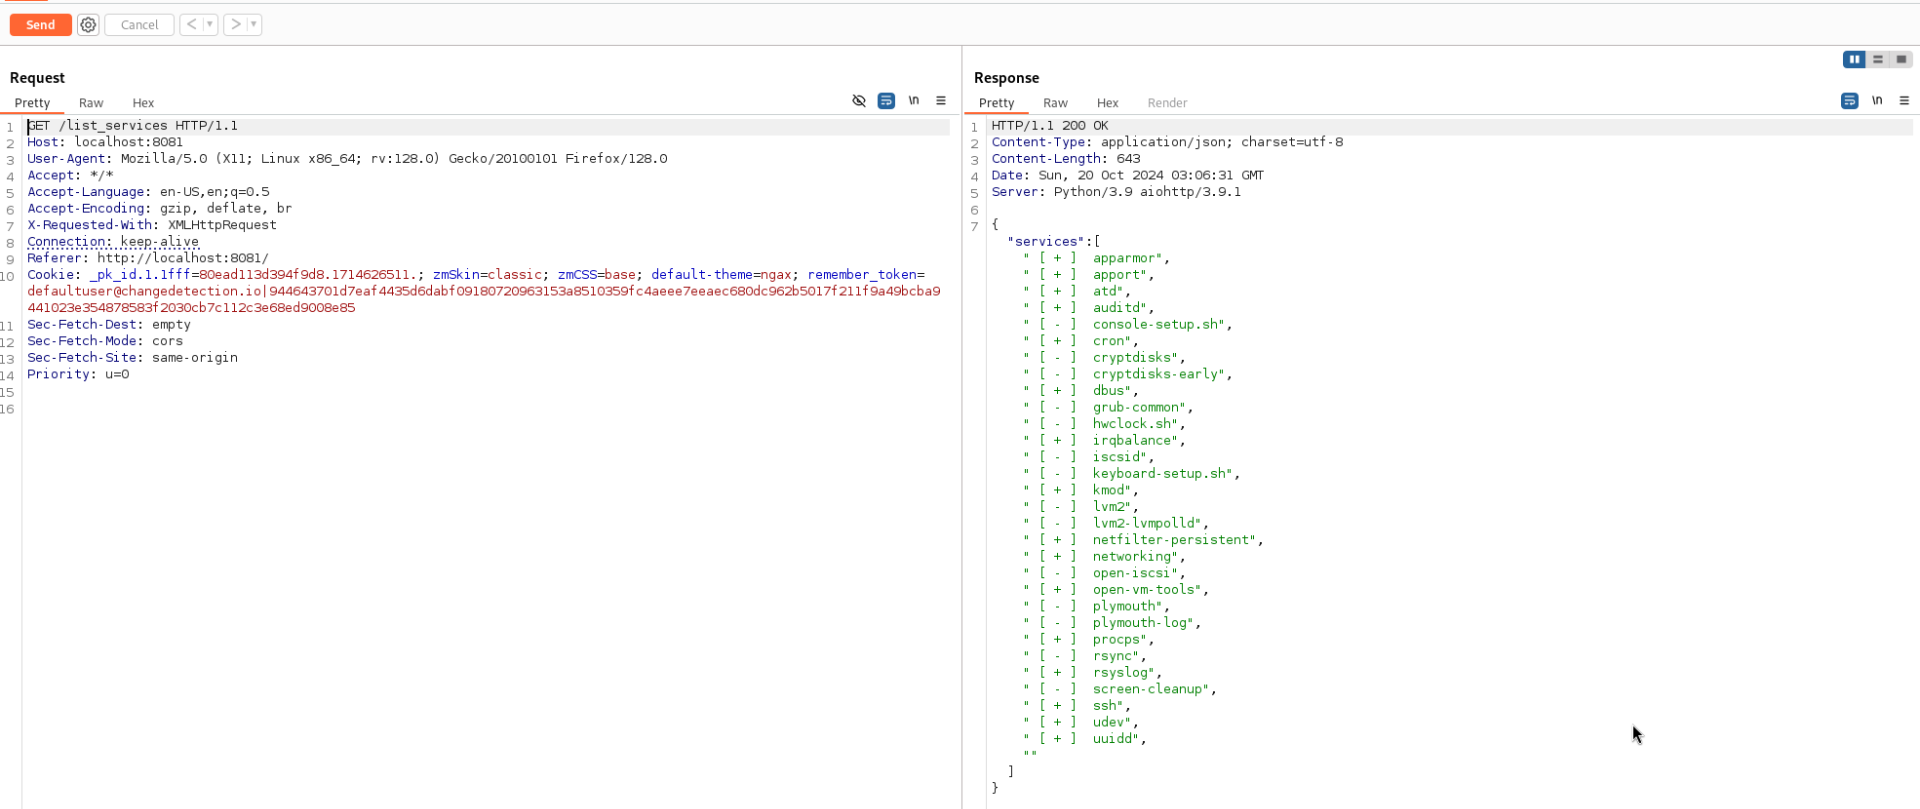 Send
Cancel
Request
Pretty Raw Hex
\n
1 GET /list_services HTTP/1.1
2 Host: localhost:8081
3 User-Agent: Mozilla/5.0 (X11; Linux x86_64; rv:128.0) Gecko/20100101 Firefox/128.0
4 Accept: */*
5 Accept-Language: en-US,en;q=0.5
6 Accept-Encoding: gzip, deflate, br
7 X-Requested-With: XMLHttpRequest
8 Connection: keep-alive
9 Referer: http://localhost:8081/
10 Cookie: _pk_id.1.1fff=80ead113d394f9d8.1714626511.; zmSkin=classic; zmCSS=base; default-theme=ngax; remember_token=
defaultuser@changedetection.io|944643701d7eaf4435d6dabf09180720963153a8510359fc4aeee7eeaec680dc962b5017f211f9a49bcba9
441023e354878583f2030cb7c112c3e68ed9008e85
11 Sec-Fetch-Dest: empty
12 Sec-Fetch-Mode: cors
13 Sec-Fetch-Site: same-origin
14 Priority: u=0
15
16
Response
Pretty Raw Hex Render
\n
1 HTTP/1.1 200 OK
2 Content-Type: application/json; charset=utf-8
3 Content-Length: 643
4 Date: Sun, 20 Oct 2024 03:06:31 GMT
5 Server: Python/3.9 aiohttp/3.9.1
6
7 {
"services":[
" [ + ]  apparmor",
" [ + ]  apport",
" [ + ]  atd",
" [ + ]  auditd",
" [ - ]  console-setup.sh",
" [ + ]  cron",
" [ - ]  cryptdisks",
" [ - ]  cryptdisks-early",
" [ + ]  dbus",
" [ - ]  grub-common",
" [ - ]  hwclock.sh",
" [ + ]  irqbalance",
" [ - ]  iscsid",
" [ - ]  keyboard-setup.sh",
" [ + ]  kmod",
" [ - ]  lvm2",
" [ - ]  lvm2-lvmpolld",
" [ + ]  netfilter-persistent",
" [ + ]  networking",
" [ - ]  open-iscsi",
" [ + ]  open-vm-tools",
" [ - ]  plymouth",
" [ - ]  plymouth-log",
" [ + ]  procps",
" [ - ]  rsync",
" [ + ]  rsyslog",
" [ - ]  screen-cleanup",
" [ + ]  ssh",
" [ + ]  udev",
" [ + ]  uuidd",
""
]
}